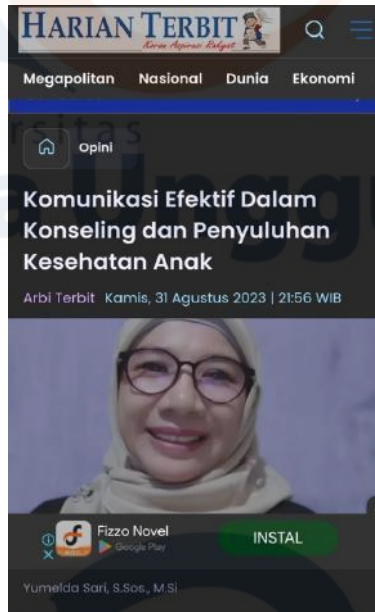 HARIAN TERBIT
Koran Aspirasi Rakyat
Megapolitan Nasional Dunia Ekonomi
Opini
Komunikasi Efektif Dalam
Konseling dan Penyuluhan
Kesehatan Anak
Arbi Terbit Kamis, 31 Agustus 2023 | 21:56 WIB
Fizzo Novel
Google Play
INSTAL
Yumelda Sari, S.Sos., M.Si